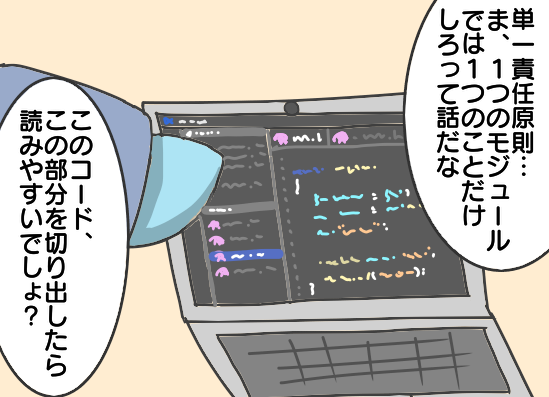 単一責任原則…
ま、1つのモジュール
では1つのことだけ
しろって話だな
このコード、
この部分を切り出したら
読みやすいでしょ?